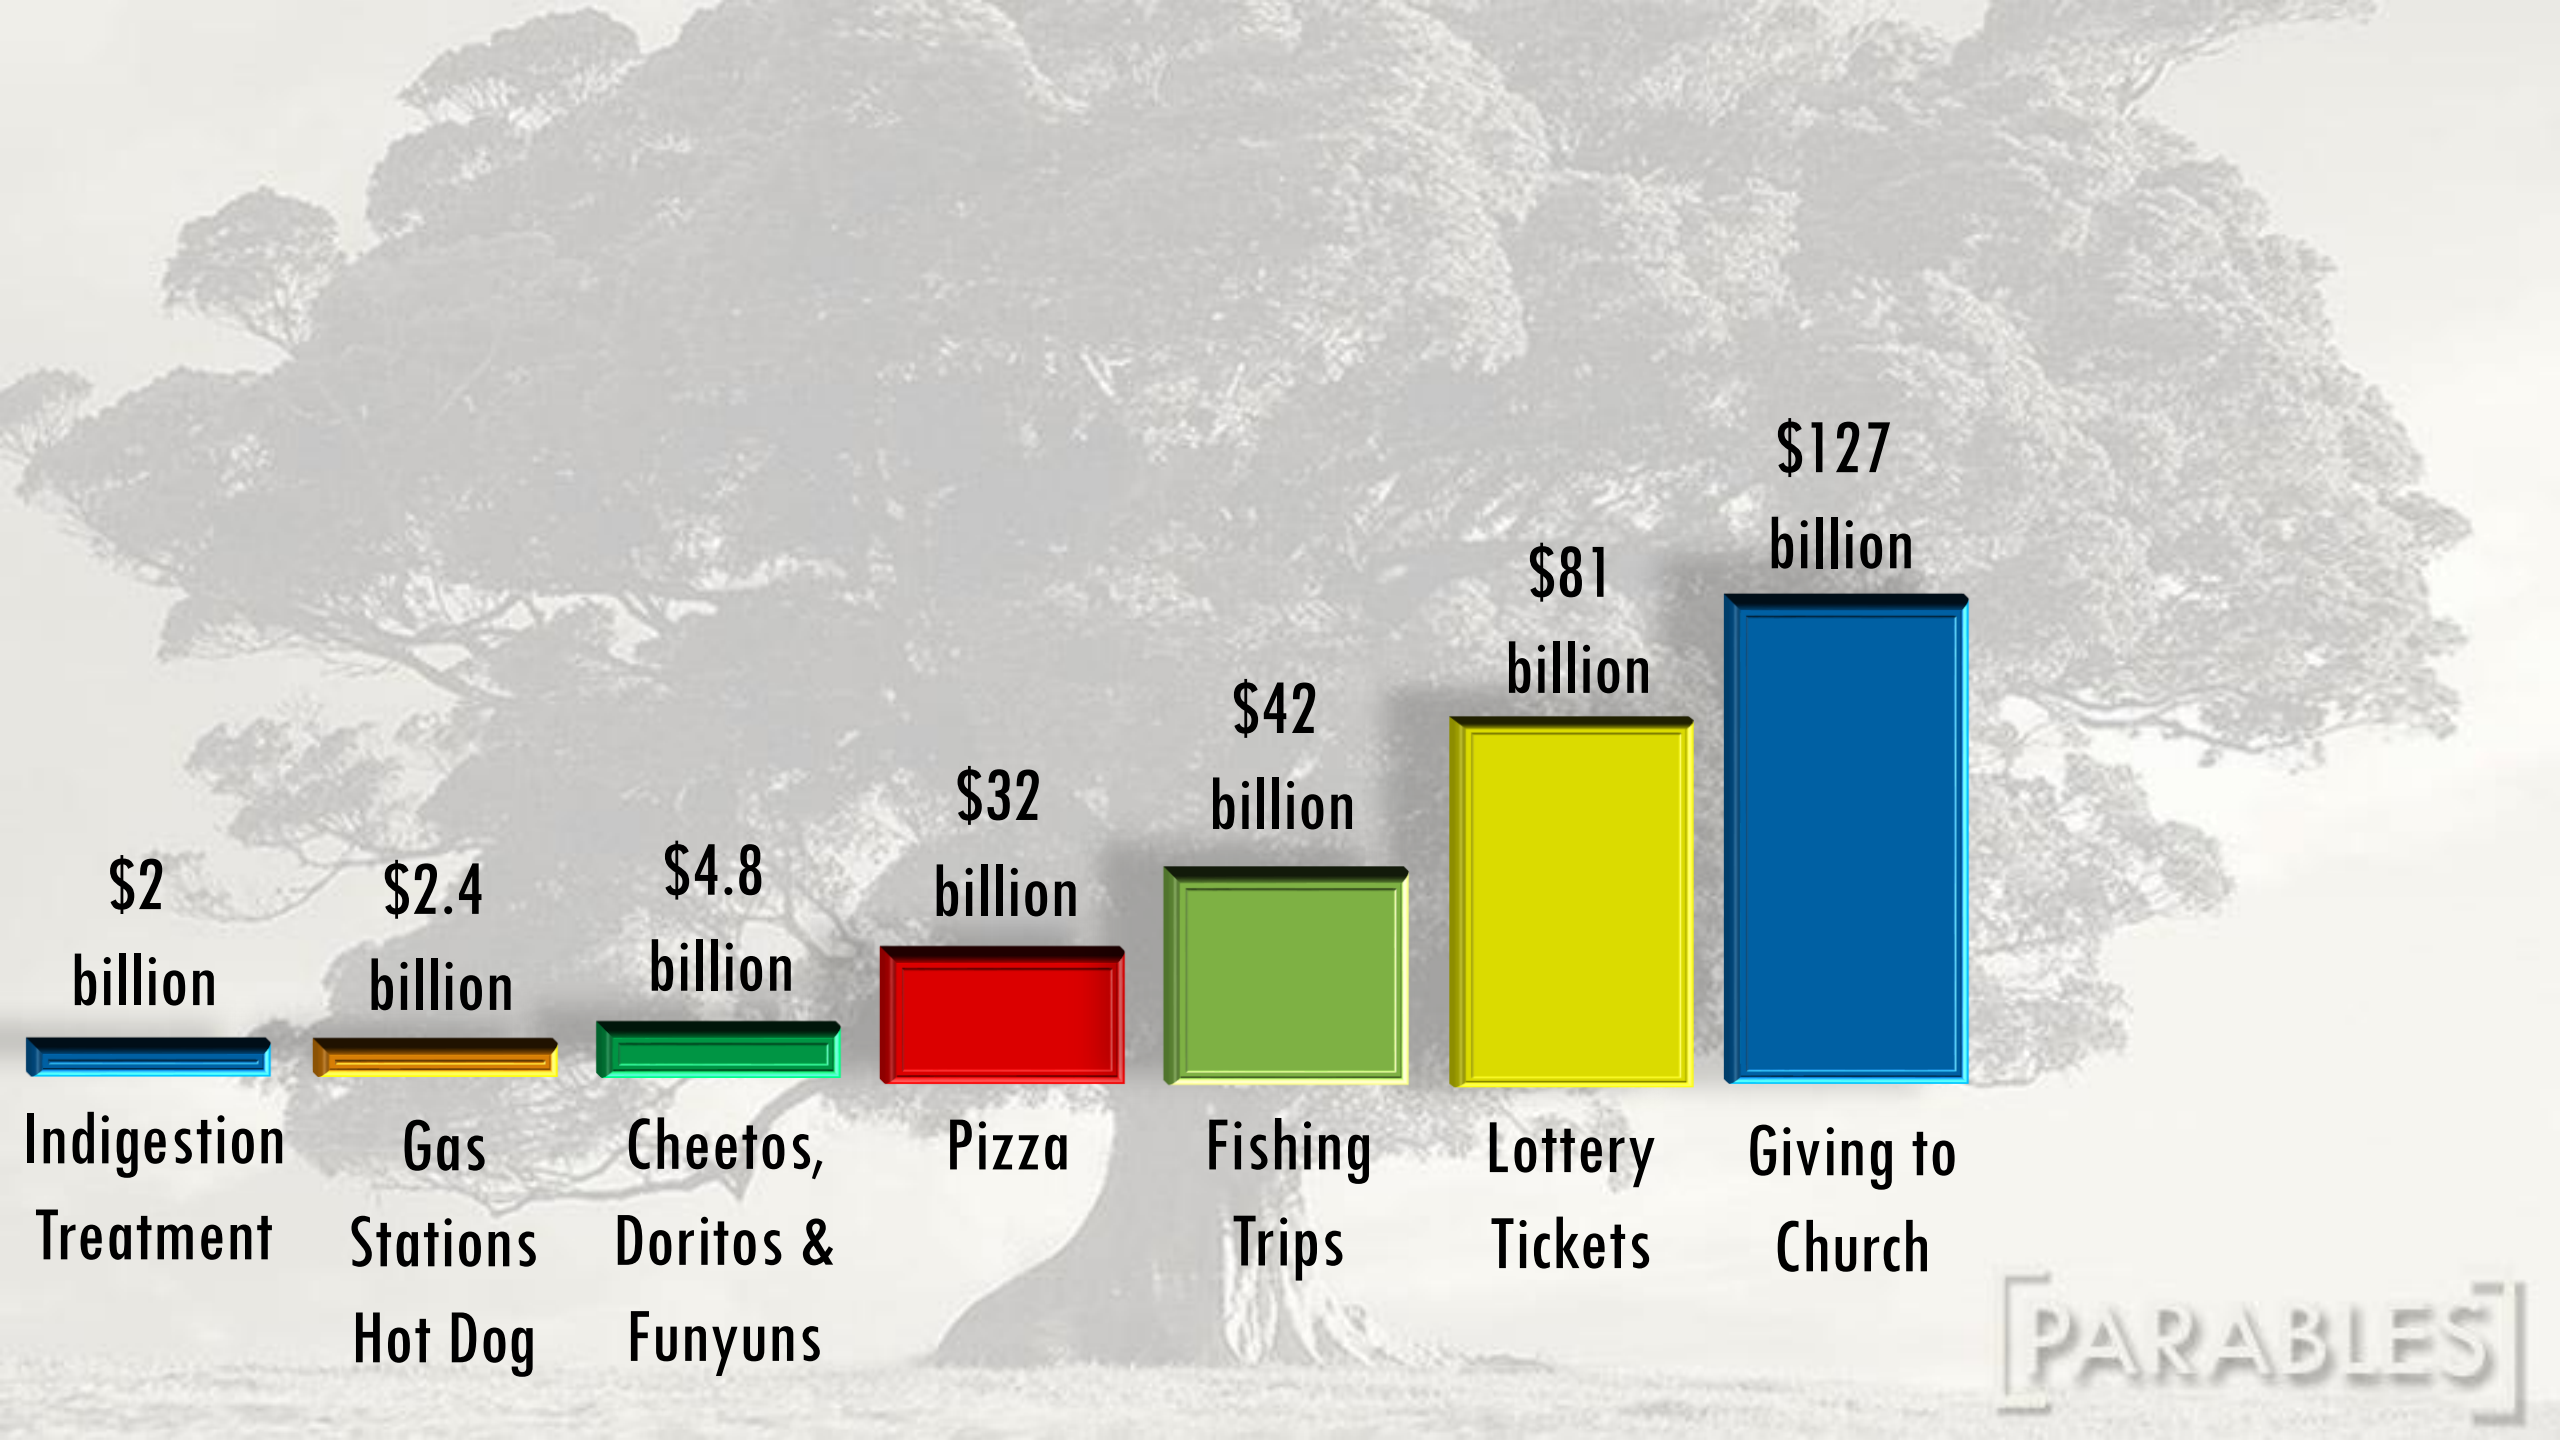 $2
billion
Indigestion
Treatment
$2.4
billion
Gas
Stations
Hot Dog
$4.8
billion
Cheetos,
Doritos &
Funyuns
$32
billion
Pizza
$42
billion
Fishing
Trips
$81
billion
Lottery
Tickets
$127
billion
Giving to
Church
[PARABLES]